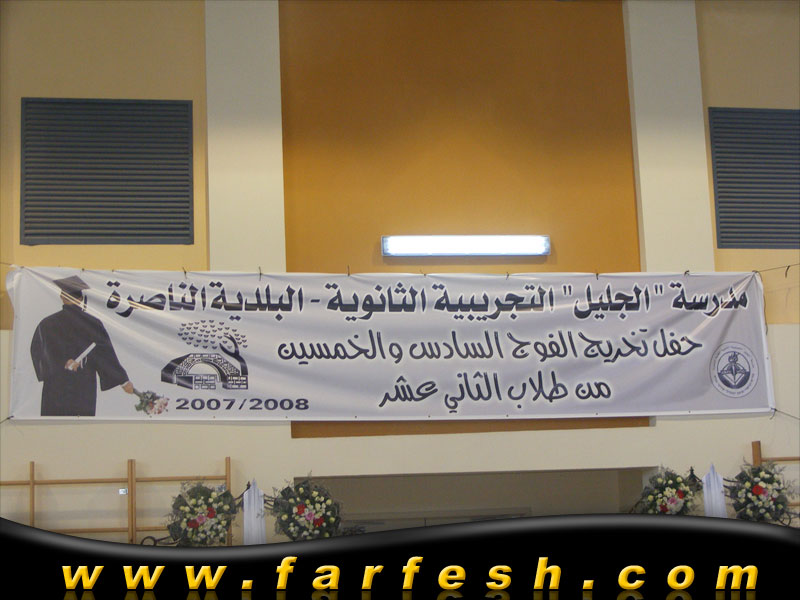 مدرسة "الجليل" التجريبية الثانوية - البلدية الناصرة
حفل تخريج الفوج السادس والخمسين
من طلاب الثاني عشر
2007/2008
www.farfesh.com